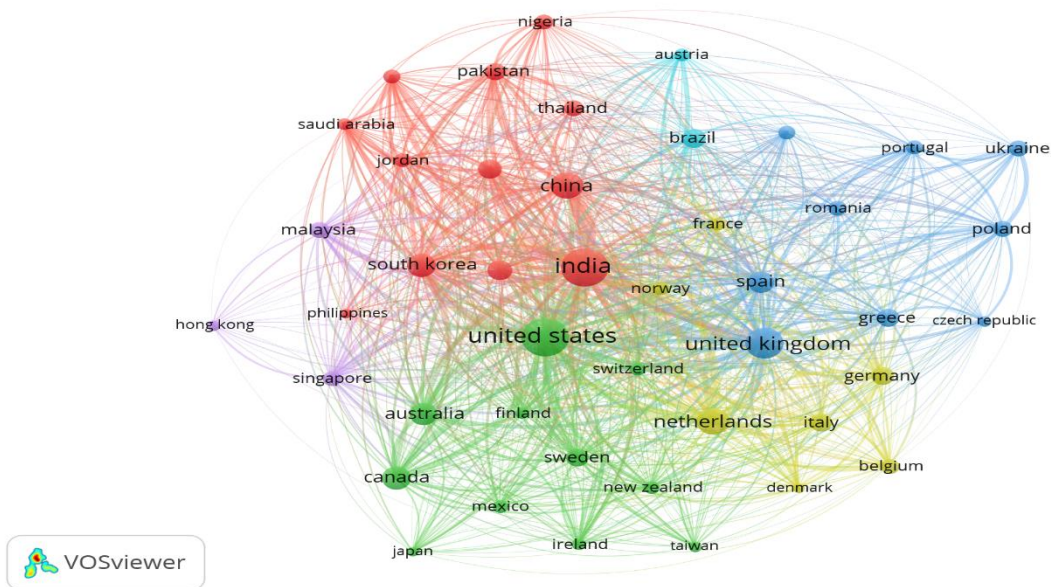 nigeria
austria
pakistan
thailand
saudi arabia
brazil
portugal
ukraine
jordan
china
romania
malaysia
france
poland
south korea
india
spain
norway
philippines
hong kong
greece
czech republic
united states
united kingdom
switzerland
singapore
germany
australia
finland
netherlands
italy
sweden
belgium
canada
new zealand
denmark
mexico
japan
ireland
taiwan
VOSviewer